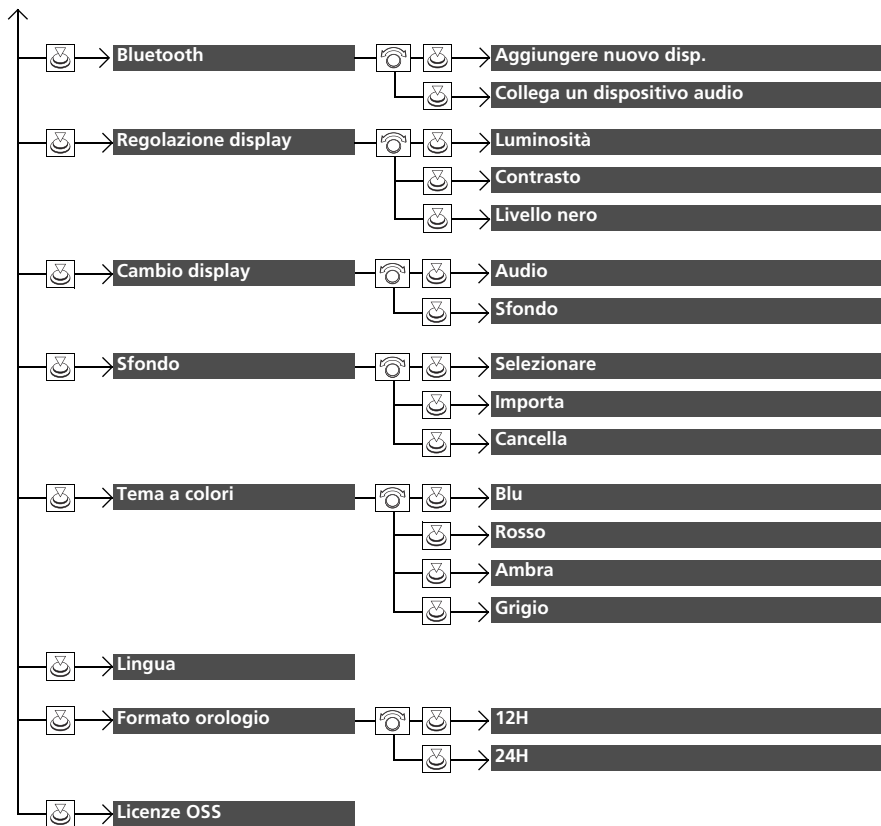 Bluetooth
Aggiungere nuovo disp.
Collega un dispositivo audio
Regolazione display
Luminosità
Contrasto
Livello nero
Cambio display
Audio
Sfondo
Sfondo
Selezionare
Importa
Cancella
Tema a colori
Blu
Rosso
Ambra
Grigio
Lingua
Formato orologio
12H
24H
Licenze OSS